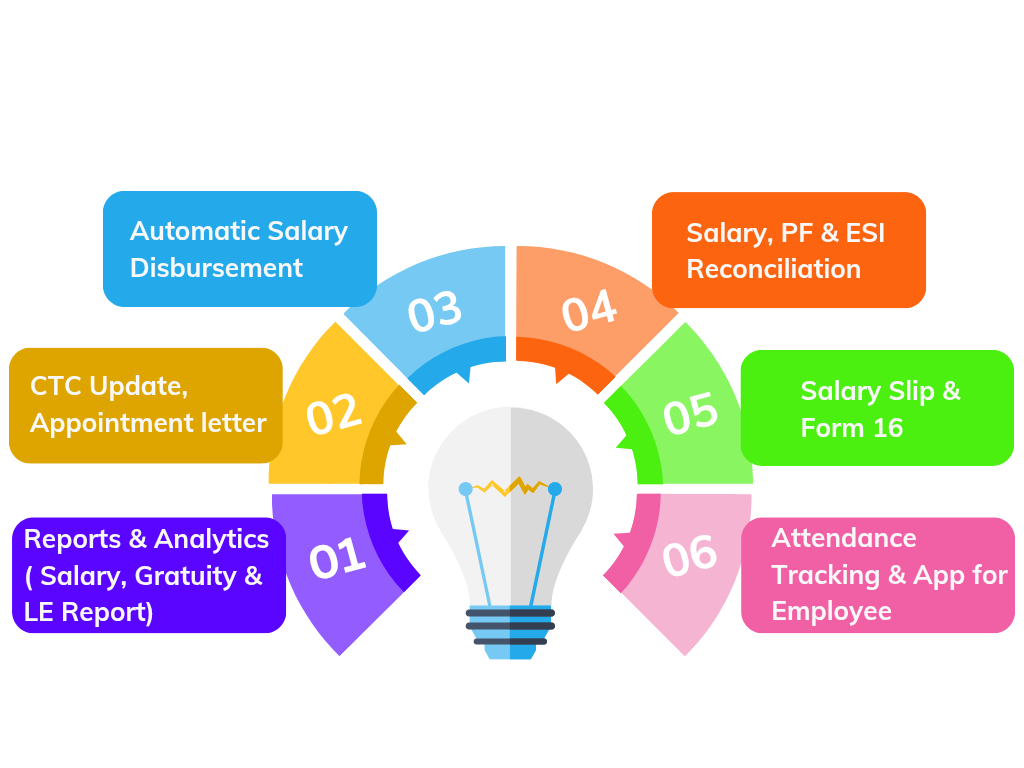 Automatic Salary
Disbursement
Salary, PF & ESI
Reconciliation
03
04
CTC Update,
Appointment letter
02
05
Salary Slip &
Form 16
Reports & Analytics
( Salary, Gratuity &
LE Report)
01
06
Attendance
Tracking & App for
Employee